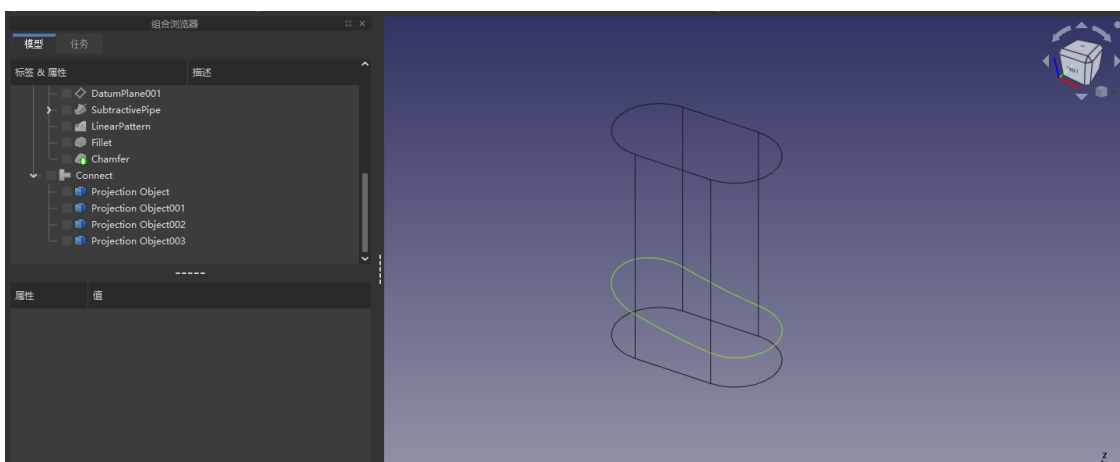 组合浏览器
模型 任务
标签 & 属性 描述
DatumPlane001
SubtractivePipe
LinearPattern
Fillet
Chamfer
Connect
Projection Object
Projection Object001
Projection Object002
Projection Object003
属性 值
Z